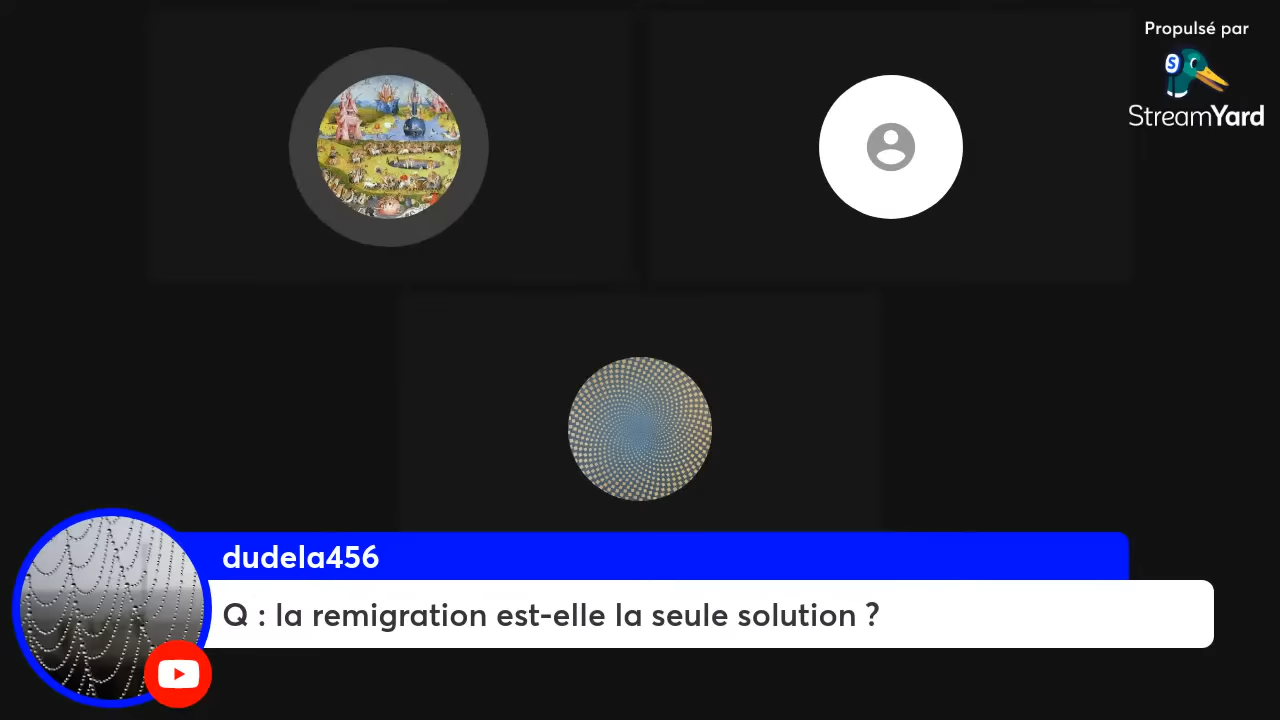 Propulsé par
S
StreamYard
dudela456
Q : la remigration est-elle la seule solution ?